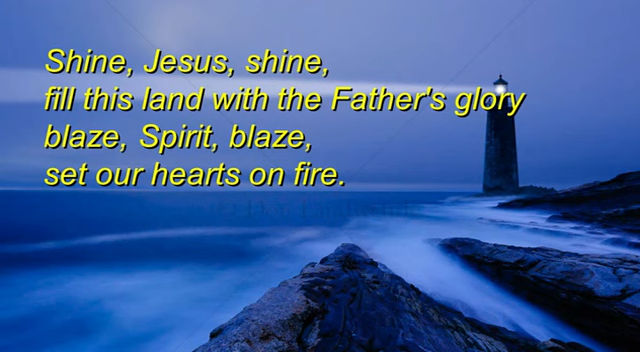 Shine, Jesus, shine,
fill this land with the Father's glory
blaze, Spirit, blaze,
set our hearts on fire.